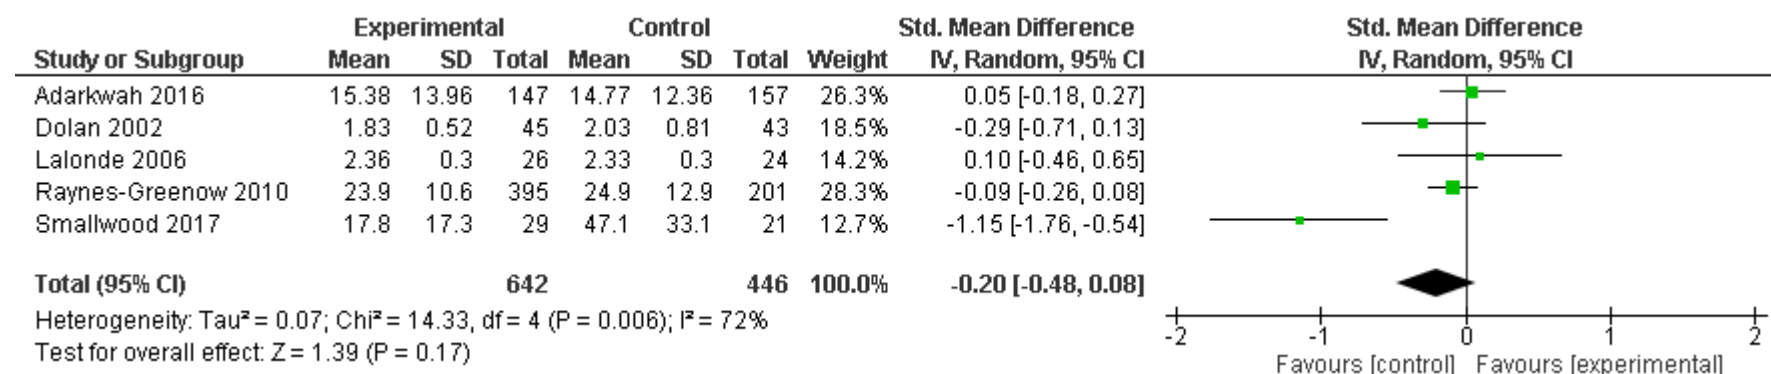 Experimental Control Std. Mean Difference Std. Mean Difference
Study or Subgroup Mean SD Total Mean SD Total Weight IV, Random, 95% CI IV, Random, 95% CI
Adarkwah 2016 15.38 13.96 147 14.77 12.36 157 26.3% 0.05 [-0.18, 0.27]
Dolan 2002 1.83 0.52 45 2.03 0.81 43 18.5% -0.29 [-0.71, 0.13]
Lalonde 2006 2.36 0.3 26 2.33 0.3 24 14.2% 0.10 [-0.46, 0.65]
Raynes-Greenow 2010 23.9 10.6 395 24.9 12.9 201 28.3% -0.09 [-0.26, 0.08]
Smallwood 2017 17.8 17.3 29 47.1 33.1 21 12.7% -1.15 [-1.76, -0.54]
Total (95% CI) 642 446 100.0% -0.20 [-0.48, 0.08]
Heterogeneity: Tau² = 0.07; Chi² = 14.33, df = 4 (P = 0.006); I² = 72%
Test for overall effect: Z = 1.39 (P = 0.17)
-2 -1 0 1 2
Favours [control] Favours [experimental]